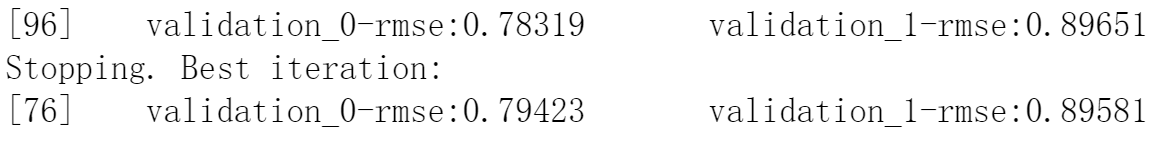 [96]    validation_0-rmse:0.78319       validation_1-rmse:0.89651
Stopping. Best iteration:
[76]    validation_0-rmse:0.79423       validation_1-rmse:0.89581